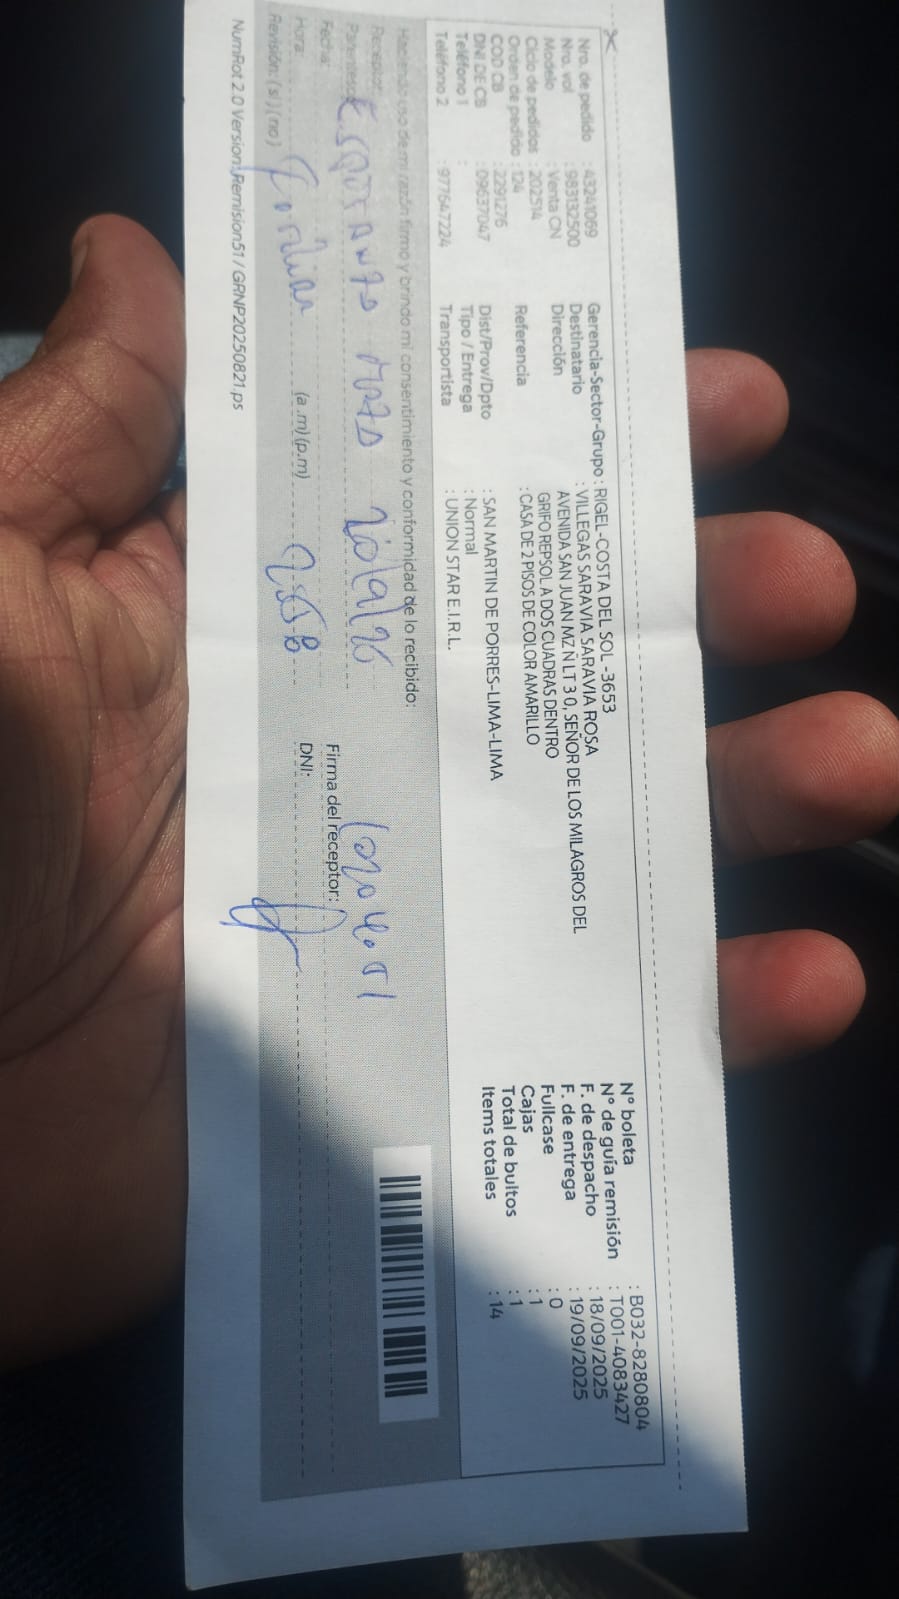 Nro. de pedido : 43241069
Nro. vol : 983132500
Modelo : Venta CN
Ciclo de pedidos : 202514
Orden de pedido : 124
COD CB : 2291276
DNI DE CB : 09637047
Teléfono 1 :
Teléfono 2 : 977647224
Gerencia-Sector-Grupo : RIGEL-COSTA DEL SOL -3653
Destinatario : VILLEGAS SARAVIA SARAVIA ROSA
Dirección AVENIDA SAN JUAN MZ Ñ LT 3 0, SEÑOR DE LOS MILAGROS DEL
GRIFO REPSOL A DOS CUADRAS DENTRO
Referencia : CASA DE 2 PISOS DE COLOR AMARILLO
Dist/Prov/Dpto : SAN MARTIN DE PORRES-LIMA-LIMA
Tipo / Entrega : Normal
Transportista : UNION STAR E.I.R.L.
N° boleta : B032-8280804
N° de guía remisión : T001-4083427
F. de despacho : 18/09/2025
F. de entrega : 19/09/2025
Fullcase : 0
Cajas : 1
Total de bultos : 1
Items totales : 14
Haciendo uso de mi razón firmo y brindo mi consentimiento y conformidad de lo recibido:
Receptor:
Parentesco:
Fecha:
Hora: (a.m) (p.m)
Revisión: ( si ) ( no )
Firma del receptor:
DNI:
NumRot 2.0 Version\Remision51 / GRNP20250821.ps